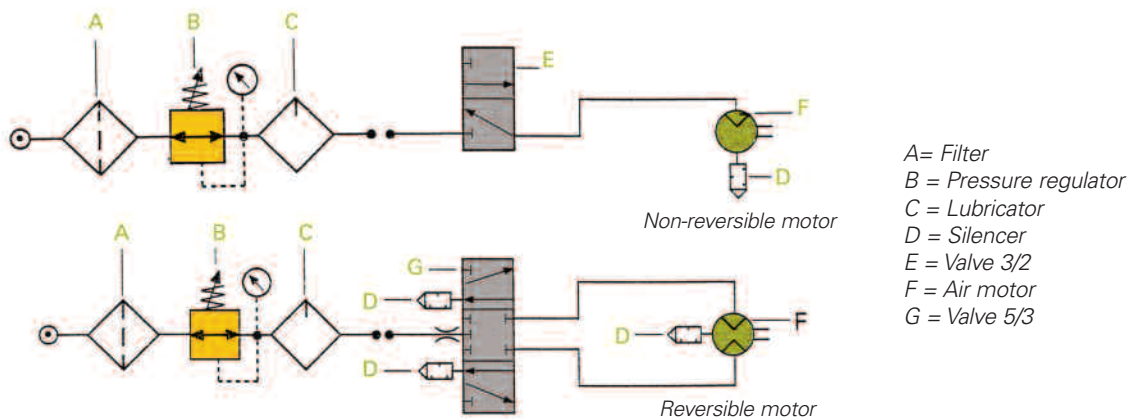 A B C
E
F
D
Non-reversible motor
A B C
G
D
D
D
F
Reversible motor
A= Filter
B = Pressure regulator
C = Lubricator
D = Silencer
E = Valve 3/2
F = Air motor
G = Valve 5/3